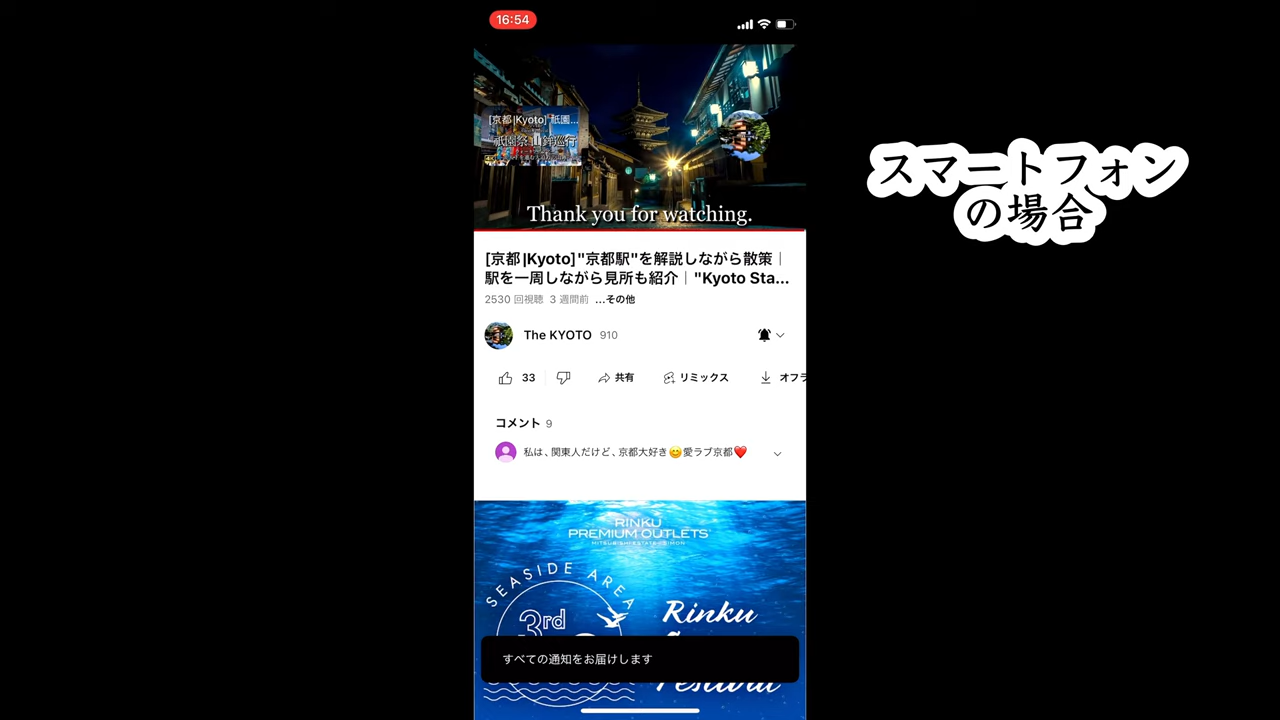 16:54
[京都|Kyoto] 祇園...
祇園祭 山鉾巡行
Thank you for watching.
スマートフォン
の場合
[京都|Kyoto]"京都駅"を解説しながら散策｜
駅を一周しながら見所も紹介｜"Kyoto Sta...
2530 回視聴 3 週間前 ...その他
The KYOTO 910
33 共有 リミックス オフラ
コメント 9
私は、関東人だけど、京都大好き😊愛ラブ京都❤️
RINKU
PREMIUM OUTLETS
MITSUBISHI ESTATE · SIMON
SEASIDE AREA
3rd
Rinku
すべての通知をお届けします
Festival